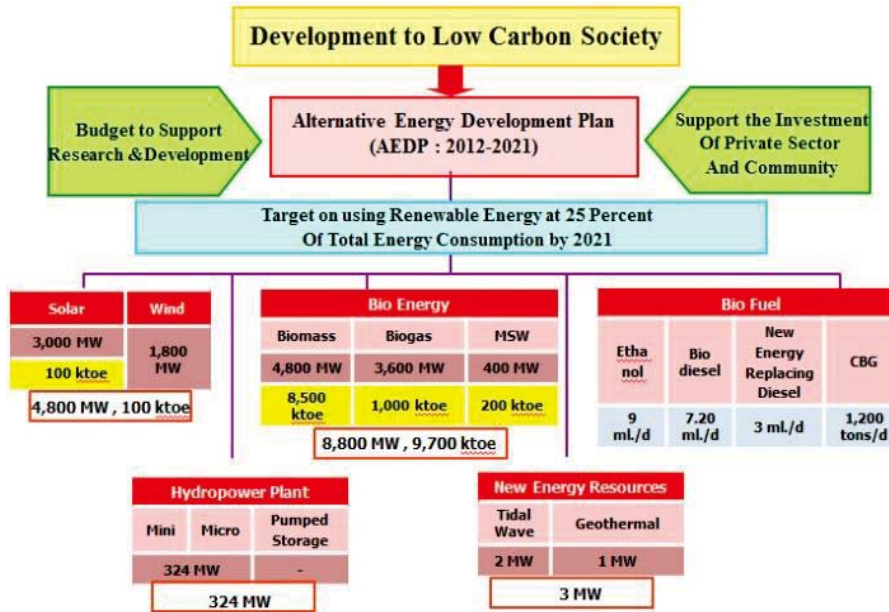 Development to Low Carbon Society
Budget to Support
Research &Development
Alternative Energy Development Plan
(AEDP : 2012-2021)
Support the Investment
Of Private Sector
And Community
Target on using Renewable Energy at 25 Percent
Of Total Energy Consumption by 2021
Solar
Wind
3,000 MW
1,800
MW
100 ktoe
4,800 MW , 100 ktoe
Bio Energy
Biomass
Biogas
MSW
4,800 MW
3,600 MW
400 MW
8,500
ktoe
1,000 ktoe
200 ktoe
8,800 MW , 9,700 ktoe
Bio Fuel
Etha
nol
Bio
diesel
New
Energy
Replacing
Diesel
CBG
9
ml./d
7.20
ml./d
3 ml./d
1,200
tons/d
Hydropower Plant
Mini
Micro
Pumped
Storage
324 MW
-
324 MW
New Energy Resources
Tidal
Wave
Geothermal
2 MW
1 MW
3 MW